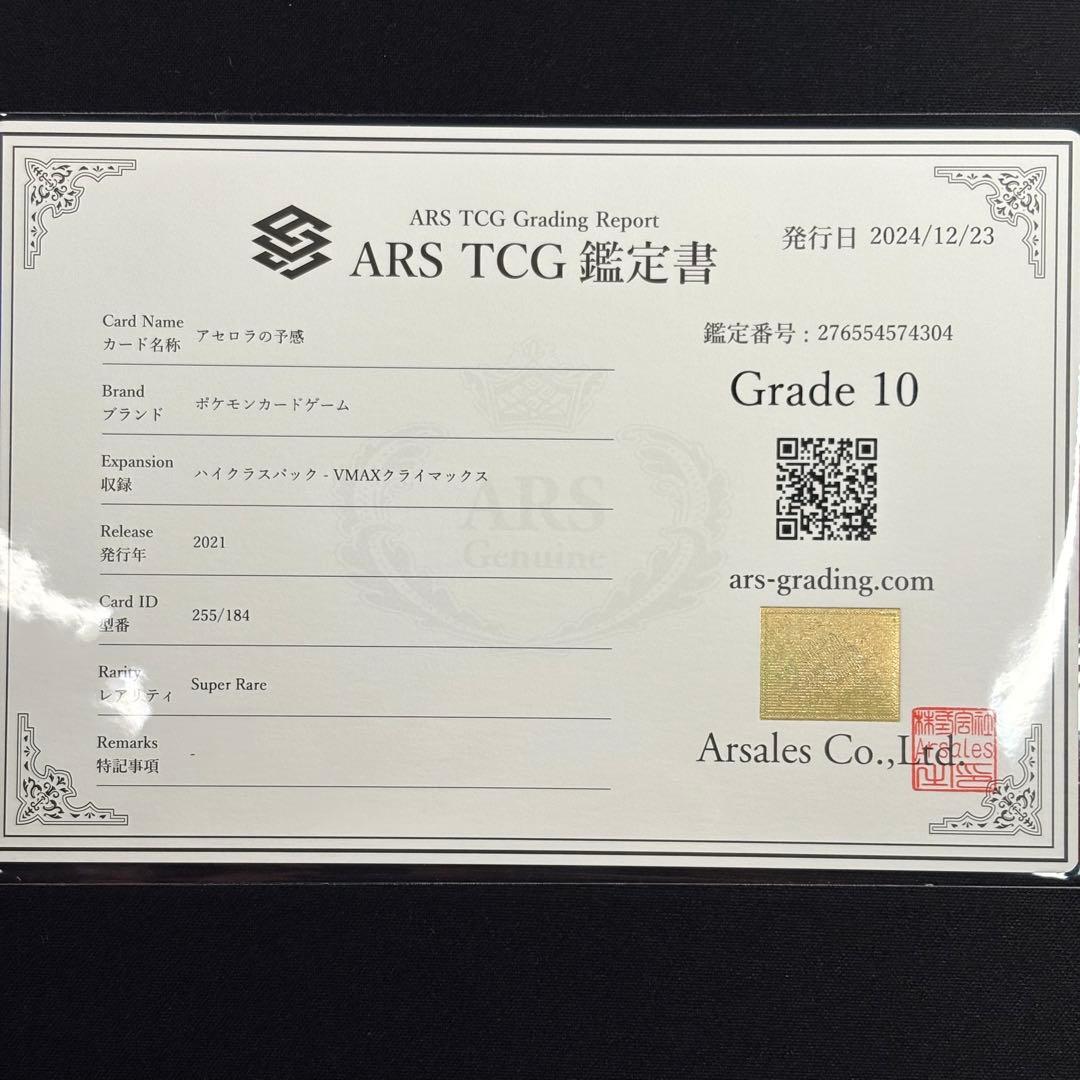 ARS TCG Grading Report
ARS TCG 鑑定書
発行日 2024/12/23
Card Name
カード名称 アセロラの予感
Brand
ブランド ポケモンカードゲーム
Expansion
収録 ハイクラスパック - VMAXクライマックス
Release
発行年 2021
Card ID
型番 255/184
Rarity
レアリティ Super Rare
Remarks
特記事項 -
ARS
Genuine
鑑定番号 : 276554574304
Grade 10
ars-grading.com
Arsales Co.,Ltd.
株式会社
Arsales